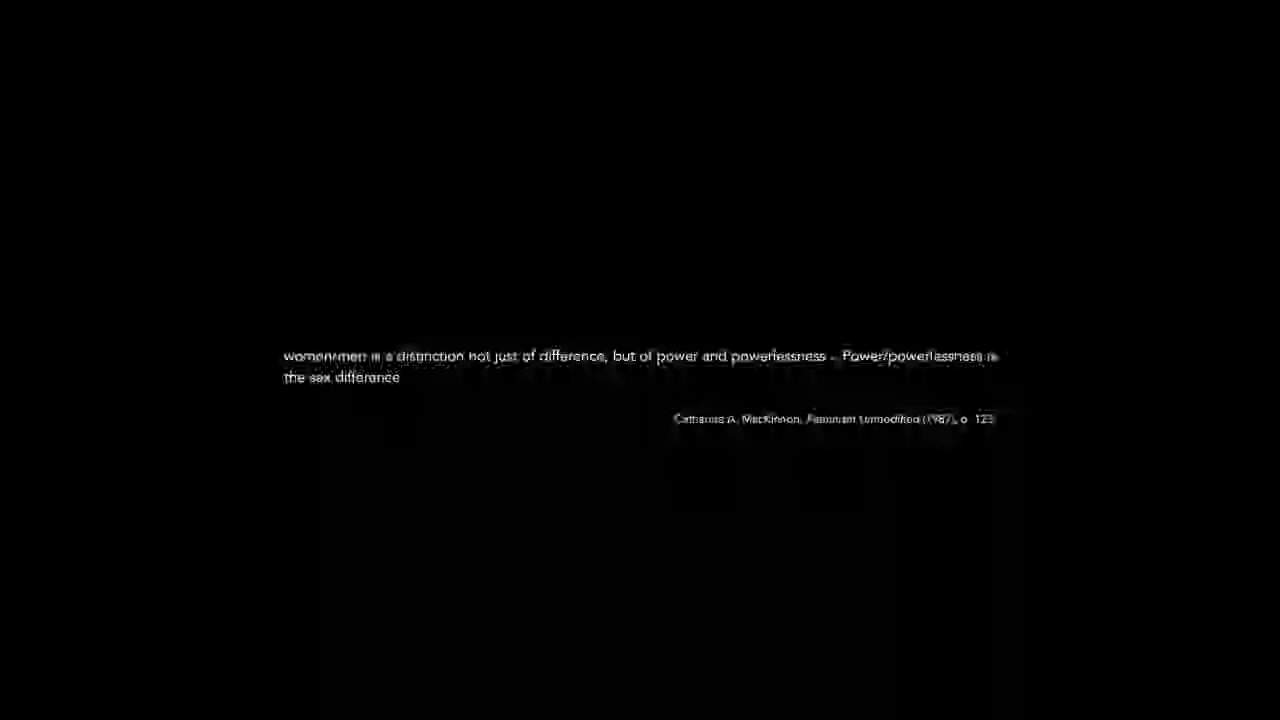 women/men is a distinction not just of difference, but of power and powerlessness ... Power/powerlessness is
the sex difference
Catharine A. MacKinnon, Feminism Unmodified (1987), p. 123